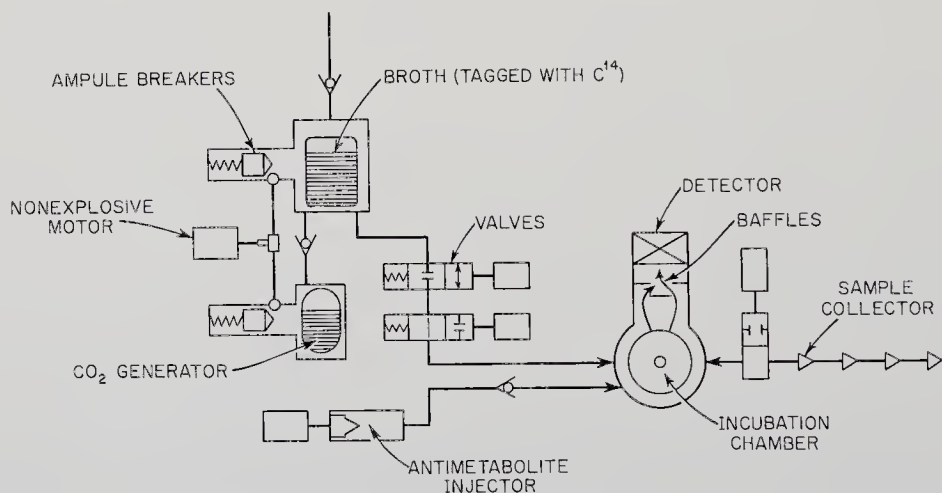 AMPULE BREAKERS
BROTH (TAGGED WITH C¹⁴)
NONEXPLOSIVE
MOTOR
VALVES
DETECTOR
BAFFLES
SAMPLE
COLLECTOR
CO₂ GENERATOR
INCUBATION
CHAMBER
ANTIMETABOLITE
INJECTOR